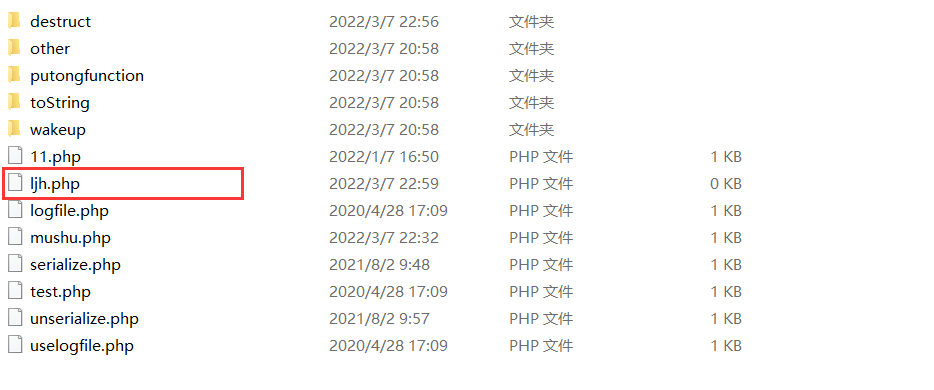 destruct 2022/3/7 22:56 文件夹
other 2022/3/7 20:58 文件夹
putongfunction 2022/3/7 20:58 文件夹
toString 2022/3/7 20:58 文件夹
wakeup 2022/3/7 20:58 文件夹
11.php 2022/1/7 16:50 PHP 文件 1 KB
ljh.php 2022/3/7 22:59 PHP 文件 0 KB
logfile.php 2020/4/28 17:09 PHP 文件 1 KB
mushu.php 2022/3/7 22:32 PHP 文件 1 KB
serialize.php 2021/8/2 9:48 PHP 文件 1 KB
test.php 2020/4/28 17:09 PHP 文件 1 KB
unserialize.php 2021/8/2 9:57 PHP 文件 1 KB
uselogfile.php 2020/4/28 17:09 PHP 文件 1 KB